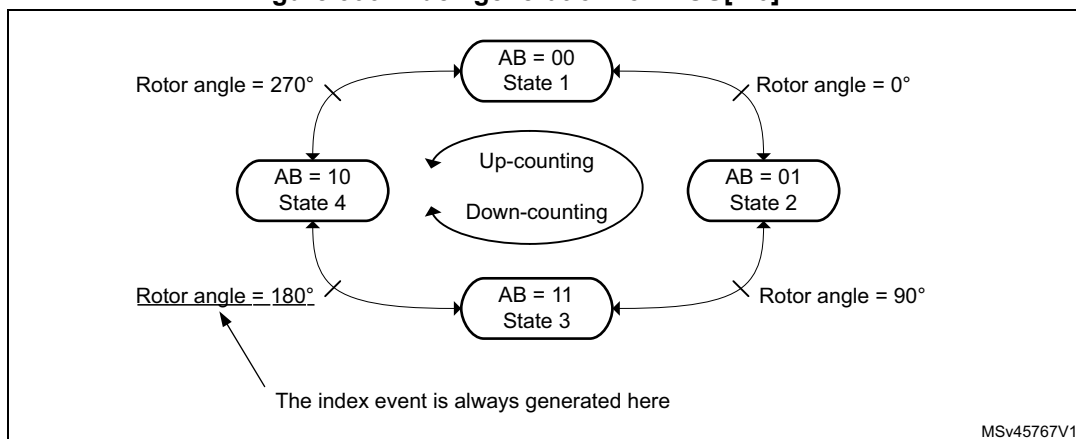 AB = 00
State 1
Rotor angle = 270°
Rotor angle = 0°
Up-counting
AB = 10
State 4
AB = 01
State 2
Down-counting
Rotor angle = 180°
AB = 11
State 3
Rotor angle = 90°
The index event is always generated here
MSv45767V1